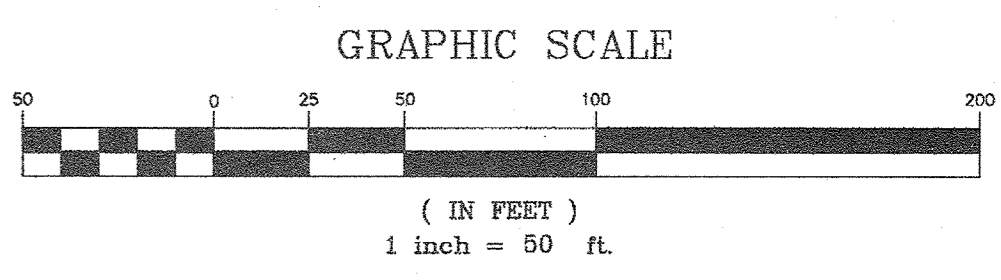 GRAPHIC SCALE
50 0 25 50 100 200
( IN FEET )
1 inch = 50 ft.